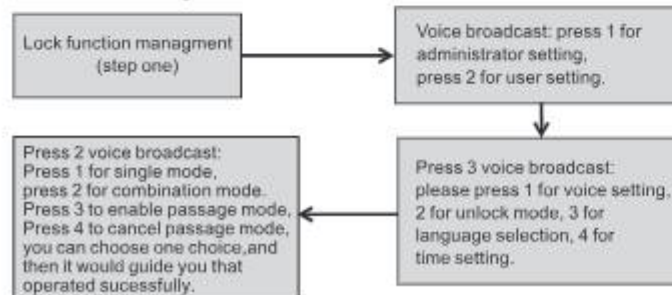 Lock function managment
(step one)
Voice broadcast: press 1 for
administrator setting,
press 2 for user setting.
Press 3 voice broadcast:
please press 1 for voice setting,
2 for unlock mode, 3 for
language selection, 4 for
time setting.
Press 2 voice broadcast:
Press 1 for single mode,
press 2 for combination mode.
Press 3 to enable passage mode,
Press 4 to cancel passage mode,
you can choose one choice,and
then it would guide you that
operated sucessfully.